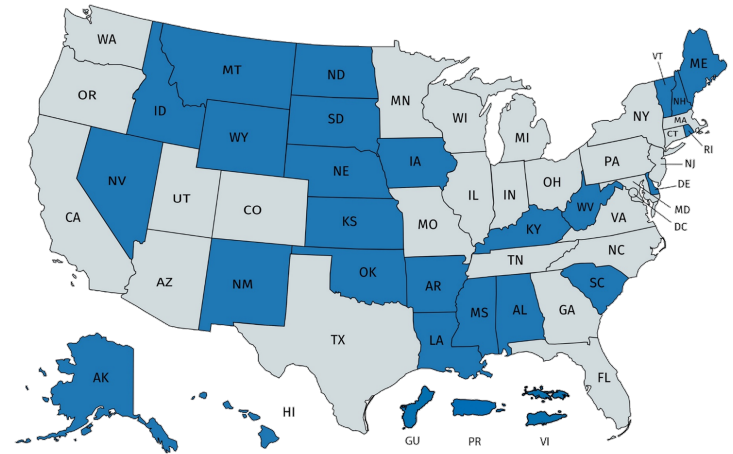 WA
MT
ND
MN
ME
VT
NH
OR
ID
SD
WI
MI
NY
MA
CT
RI
WY
NE
IA
PA
NJ
NV
UT
CO
KS
MO
IL
IN
OH
WV
VA
DE
MD
DC
CA
KY
AZ
NM
OK
AR
TN
NC
SC
TX
LA
MS
AL
GA
FL
AK
HI
GU
PR
VI